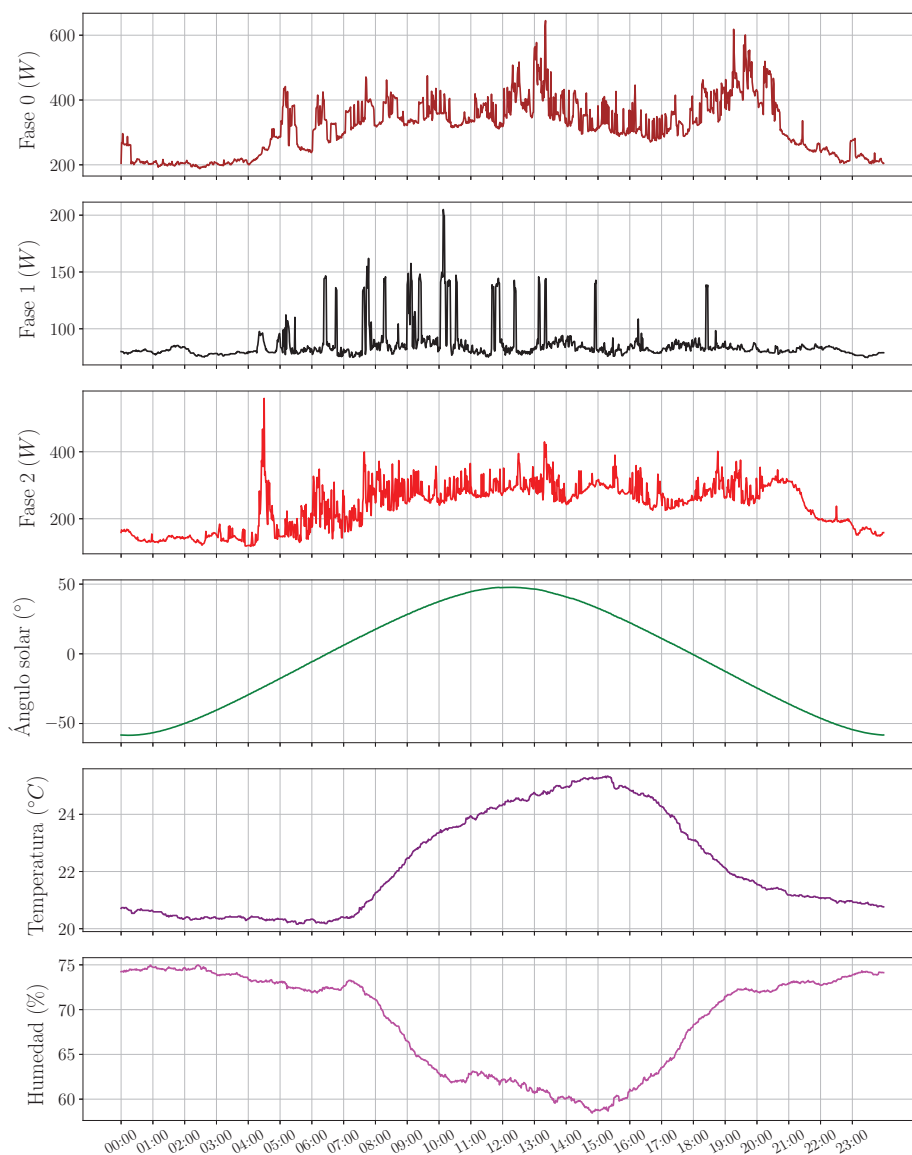 Fase 0 (W)
600
400
200
Fase 1 (W)
200
150
100
Fase 2 (W)
400
200
Ángulo solar (°)
50
0
−50
Temperatura (°C)
24
22
20
Humedad (%)
75
70
65
60
00:00 01:00 02:00 03:00 04:00 05:00 06:00 07:00 08:00 09:00 10:00 11:00 12:00 13:00 14:00 15:00 16:00 17:00 18:00 19:00 20:00 21:00 22:00 23:00